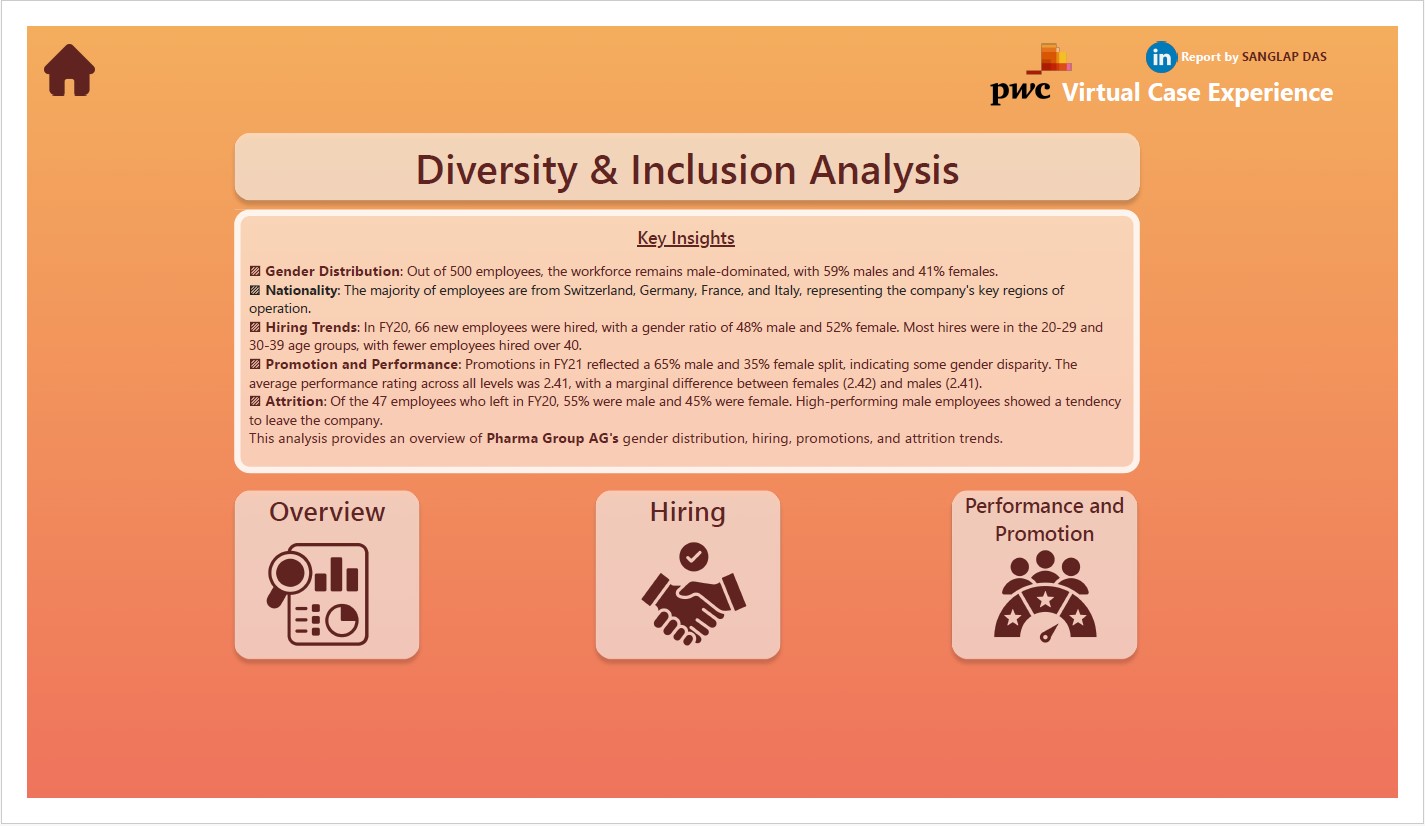 in Report by SANGLAP DAS
pwc Virtual Case Experience
Diversity & Inclusion Analysis
Key Insights
▨ Gender Distribution: Out of 500 employees, the workforce remains male-dominated, with 59% males and 41% females.
▨ Nationality: The majority of employees are from Switzerland, Germany, France, and Italy, representing the company's key regions of
operation.
▨ Hiring Trends: In FY20, 66 new employees were hired, with a gender ratio of 48% male and 52% female. Most hires were in the 20-29 and
30-39 age groups, with fewer employees hired over 40.
▨ Promotion and Performance: Promotions in FY21 reflected a 65% male and 35% female split, indicating some gender disparity. The
average performance rating across all levels was 2.41, with a marginal difference between females (2.42) and males (2.41).
▨ Attrition: Of the 47 employees who left in FY20, 55% were male and 45% were female. High-performing male employees showed a tendency
to leave the company.
This analysis provides an overview of Pharma Group AG's gender distribution, hiring, promotions, and attrition trends.
Overview
Hiring
Performance and
Promotion